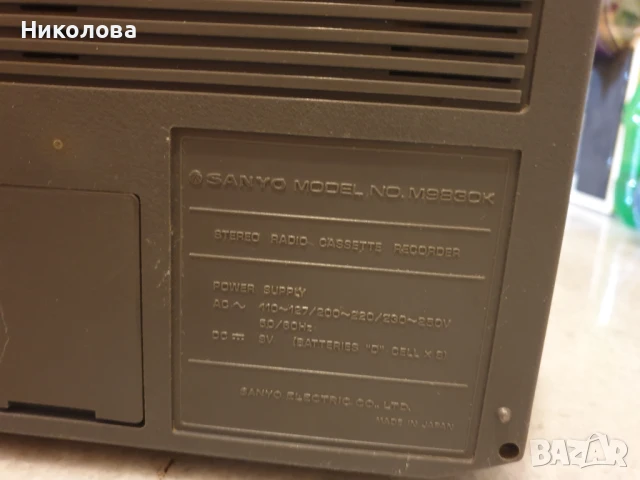 Николова
SANYO MODEL NO. M9830K
STEREO RADIO CASSETTE RECORDER
POWER SUPPLY
AC ~ 110~127/200~220/230~250V
50/60Hz
DC 9V (BATTERIES "D" CELL X 6)
SANYO ELECTRIC CO., LTD.
MADE IN JAPAN
BAZAR